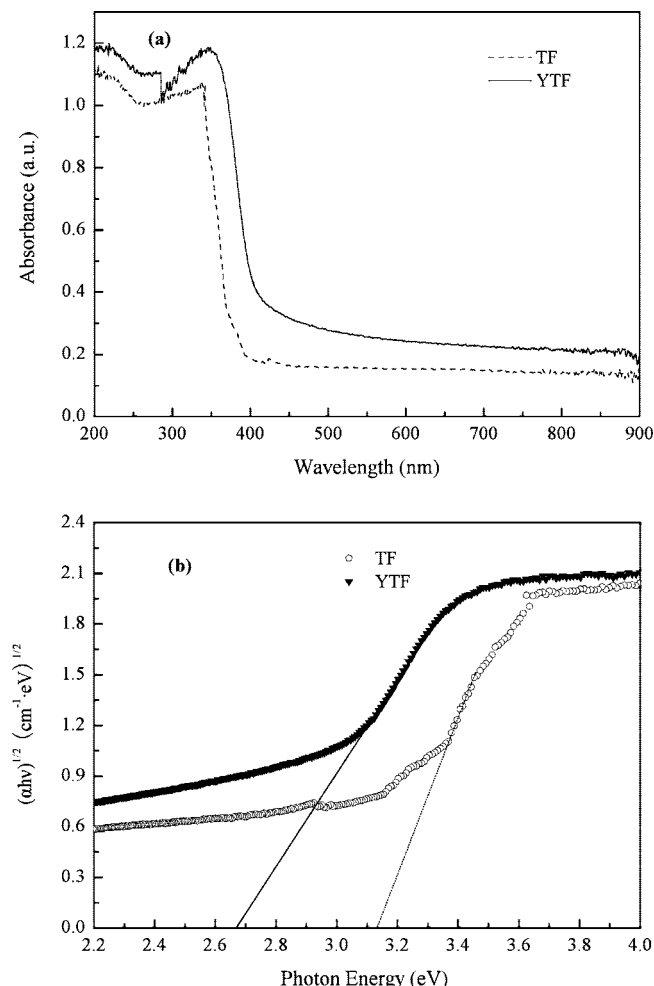 (a)
TF
YTF
1.2
1.0
0.8
0.6
0.4
0.2
0.0
Absorbance (a.u.)
200 300 400 500 600 700 800 900
Wavelength (nm)
(b)
TF
YTF
2.4
2.1
1.8
1.5
1.2
0.9
0.6
0.3
0.0
(αhν)^1/2 (cm^-1·eV)^1/2
2.2 2.4 2.6 2.8 3.0 3.2 3.4 3.6 3.8 4.0
Photon Energy (eV)